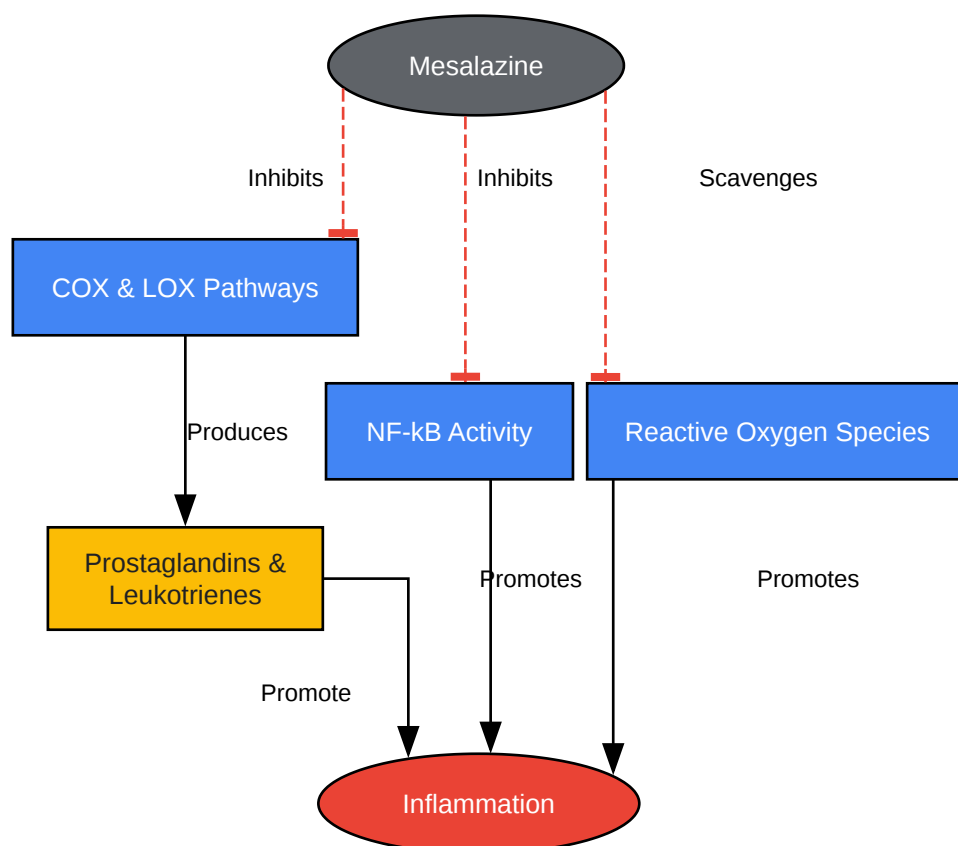 Mesalazine
Inhibits
Inhibits
Scavenges
COX & LOX Pathways
Produces
NF-kB Activity
Reactive Oxygen Species
Prostaglandins &
Leukotrienes
Promotes
Promotes
Promote
Inflammation